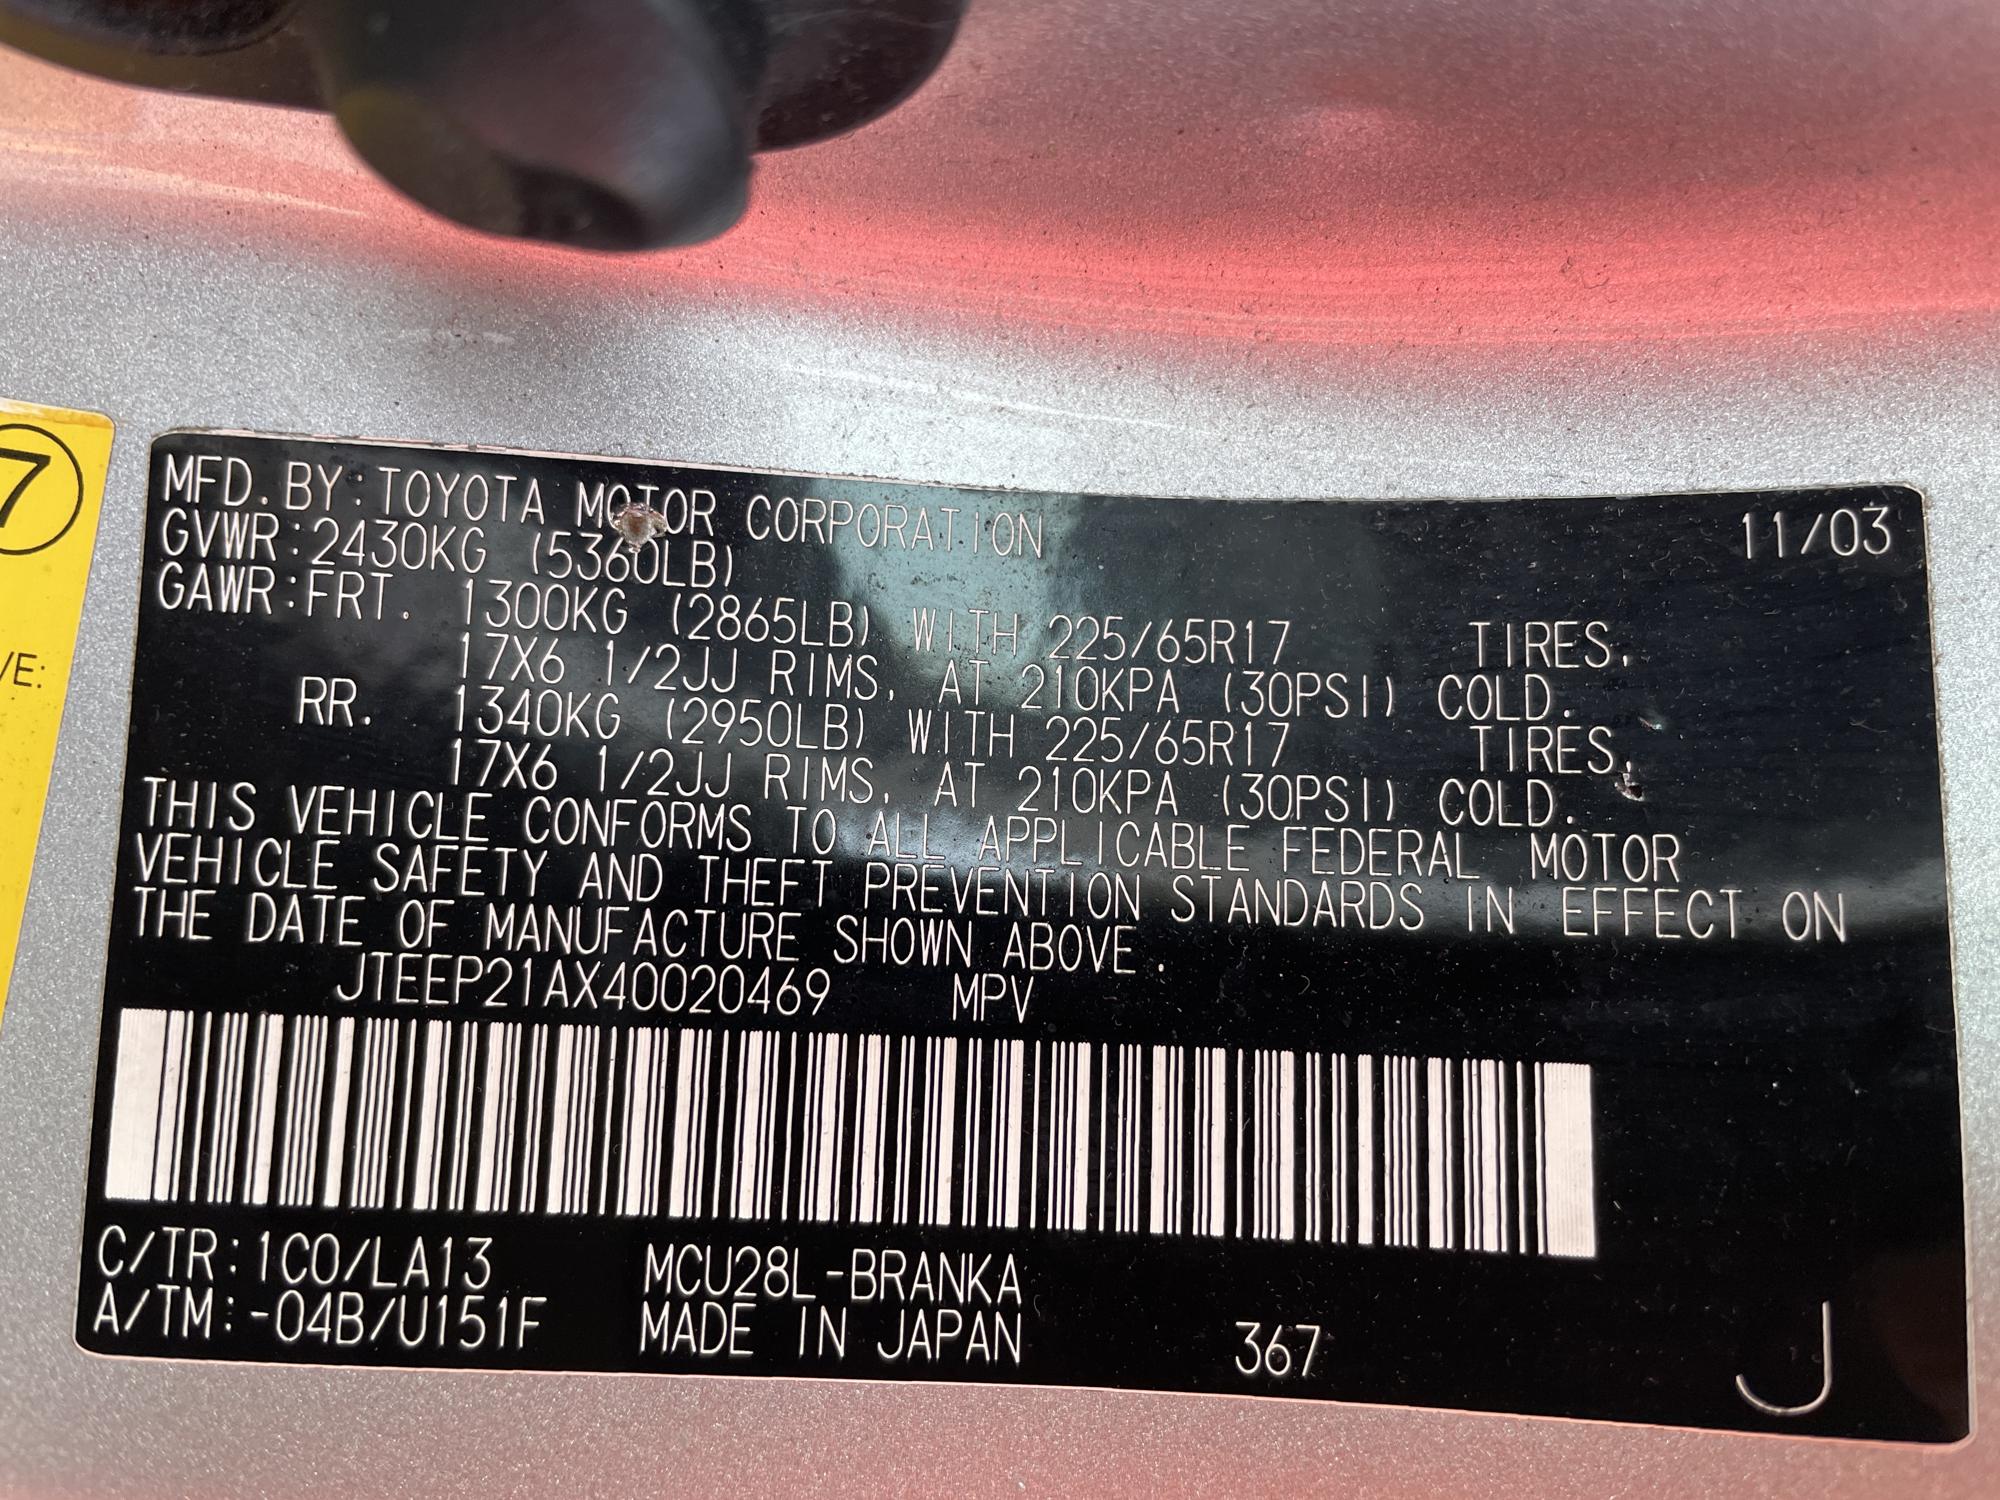 7
/E:
MFD. BY: TOYOTA MOTOR CORPORATION 11/03
GVWR: 2430KG (5360LB)
GAWR: FRT. 1300KG (2865LB) WITH 225/65R17 TIRES,
17X6 1/2JJ RIMS, AT 210KPA (30PSI) COLD.
RR. 1340KG (2950LB) WITH 225/65R17 TIRES,
17X6 1/2JJ RIMS, AT 210KPA (30PSI) COLD.
THIS VEHICLE CONFORMS TO ALL APPLICABLE FEDERAL MOTOR
VEHICLE SAFETY AND THEFT PREVENTION STANDARDS IN EFFECT ON
THE DATE OF MANUFACTURE SHOWN ABOVE.
JTEEP21AX40020469 MPV
C/TR: 1C0/LA13 MCU28L-BRANKA
A/TM: -04B/U151F MADE IN JAPAN 367 J